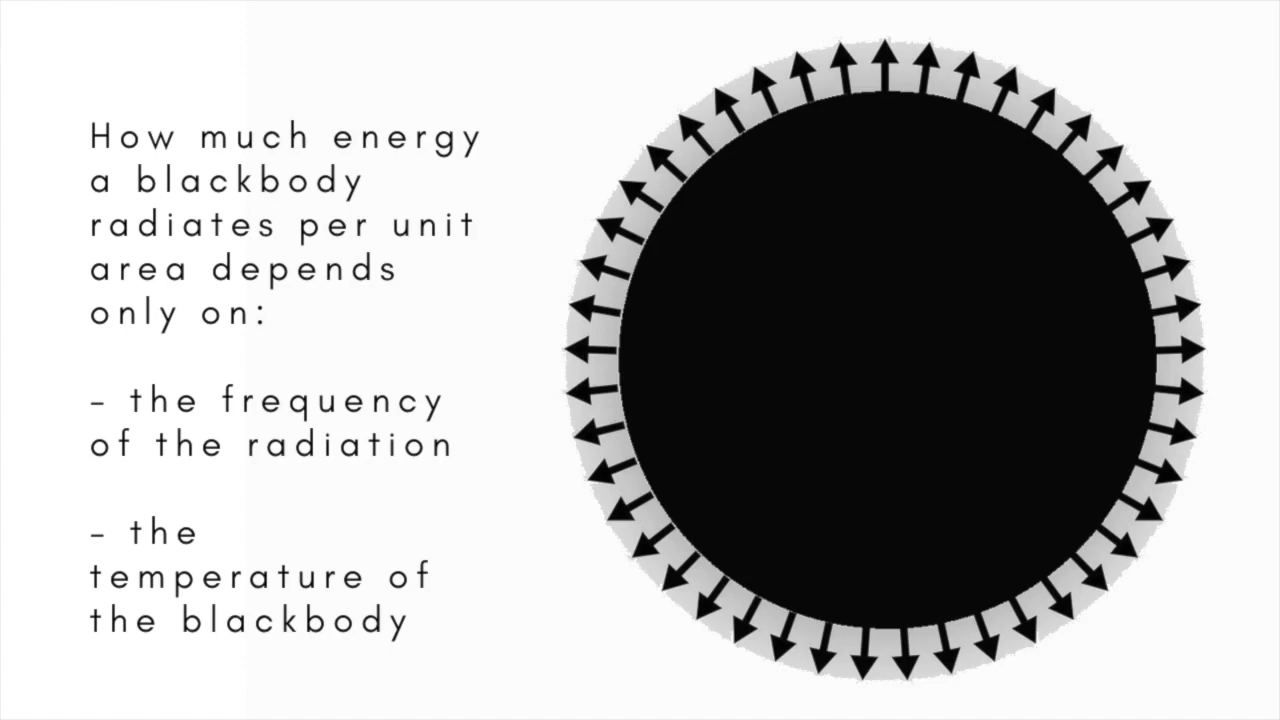 How much energy
a blackbody
radiates per unit
area depends
only on:
- the frequency
of the radiation
- the
temperature of
the blackbody